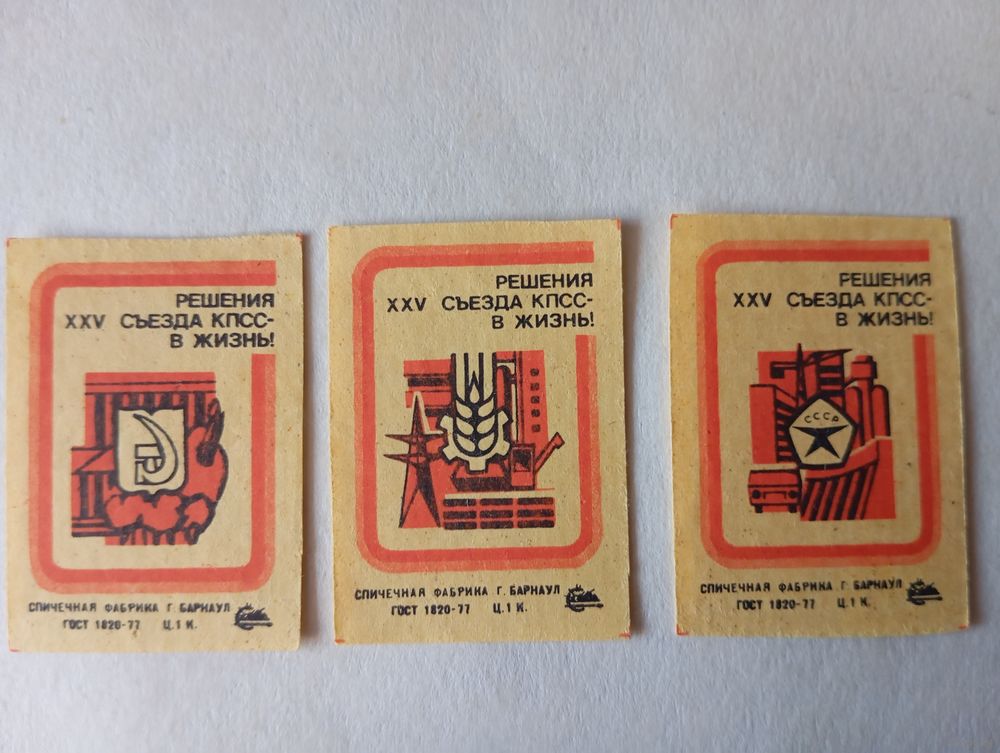 РЕШЕНИЯ
XXV СЪЕЗДА КПСС-
В ЖИЗНЬ!
СПИЧЕЧНАЯ ФАБРИКА Г. БАРНАУЛ
ГОСТ 1820-77 Ц.1 К.
РЕШЕНИЯ
XXV СЪЕЗДА КПСС-
В ЖИЗНЬ!
СПИЧЕЧНАЯ ФАБРИКА Г. БАРНАУЛ
ГОСТ 1820-77 Ц.1 К.
РЕШЕНИЯ
XXV СЪЕЗДА КПСС-
В ЖИЗНЬ!
СССР
СПИЧЕЧНАЯ ФАБРИКА Г. БАРНАУЛ
ГОСТ 1820-77 Ц.1 К.